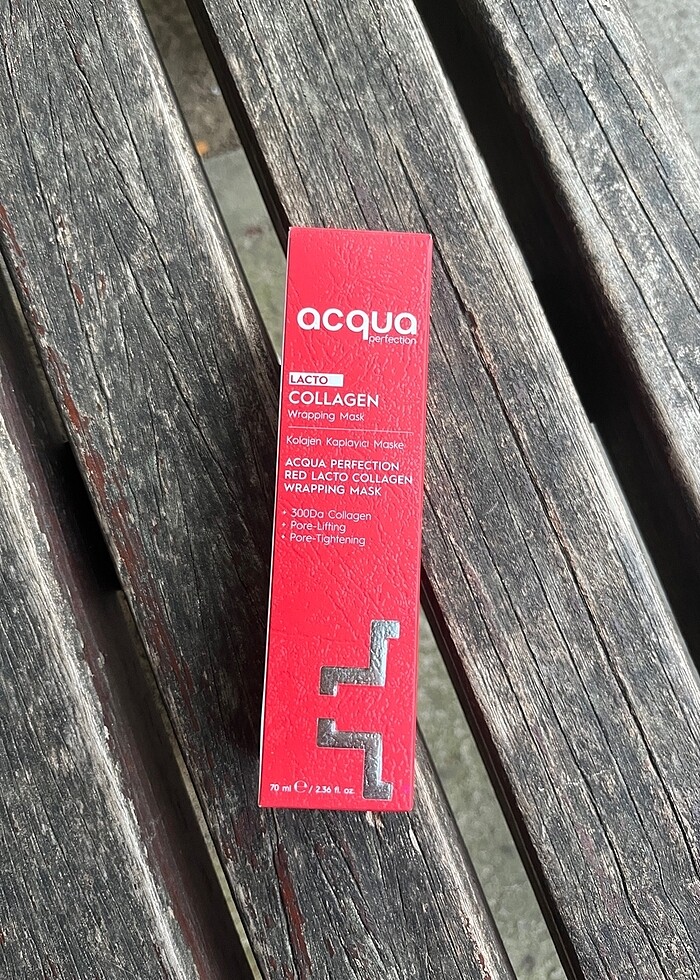 acqua
perfection
LACTO
COLLAGEN
Wrapping Mask
Kolajen Kaplayıcı Maske
ACQUA PERFECTION
RED LACTO COLLAGEN
WRAPPING MASK
+ 300Da Collagen
+ Pore-Lifting
+ Pore-Tightening
70 ml ℮ / 2.36 fl. oz.